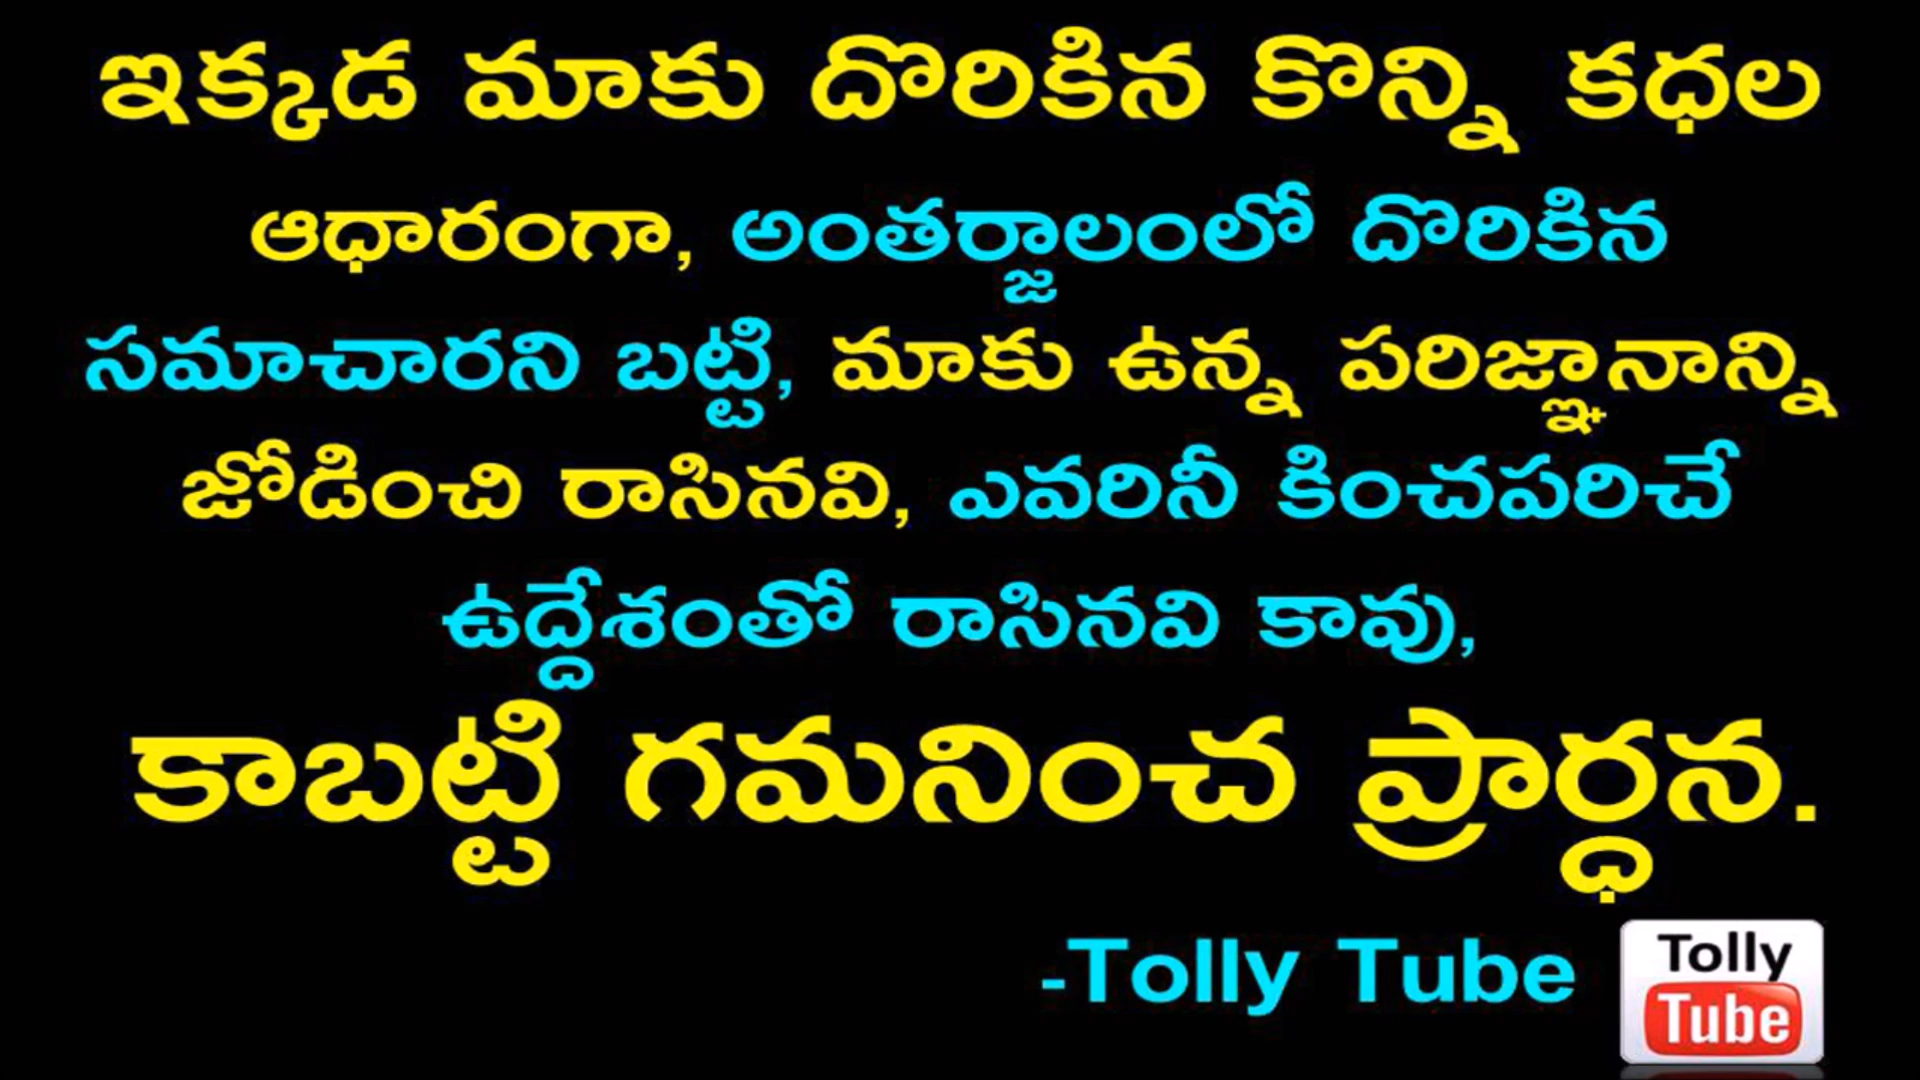 ఇక్కడ మాకు దొరికిన కొన్ని కధల
ఆధారంగా, అంతర్జాలంలో దొరికిన
సమాచారని బట్టి, మాకు ఉన్న పరిజ్ఞానాన్ని
జోడించి రాసినవి, ఎవరినీ కించపరిచే
ఉద్దేశంతో రాసినవి కావు,
కాబట్టి గమనించ ప్రార్ధన.
-Tolly Tube
Tolly
Tube